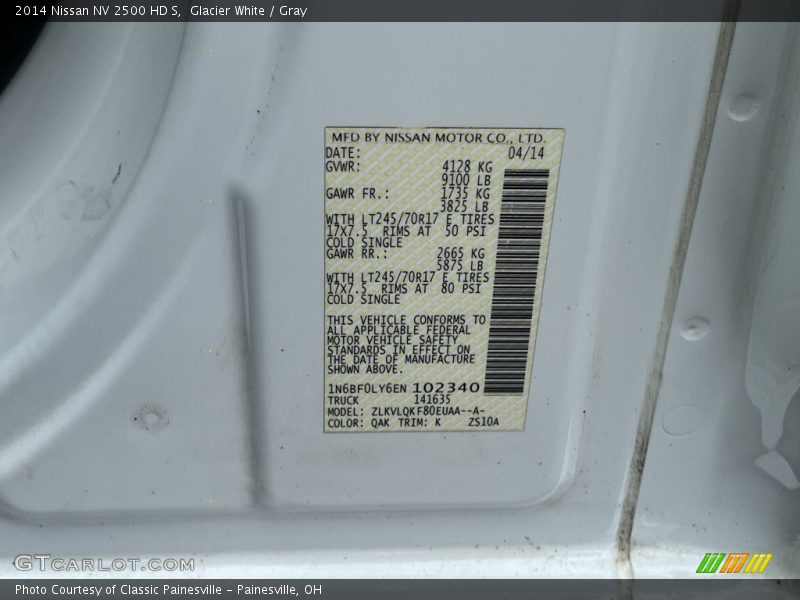 2014 Nissan NV 2500 HD S,  Glacier White / Gray
MFD BY NISSAN MOTOR CO., LTD.
DATE: 04/14
GVWR: 4128 KG
9100 LB
GAWR FR.: 1735 KG
3825 LB
WITH LT245/70R17 E TIRES
17X7.5 RIMS AT 50 PSI
COLD SINGLE
GAWR RR.: 2665 KG
5875 LB
WITH LT245/70R17 E TIRES
17X7.5 RIMS AT 80 PSI
COLD SINGLE
THIS VEHICLE CONFORMS TO
ALL APPLICABLE FEDERAL
MOTOR VEHICLE SAFETY
STANDARDS IN EFFECT ON
THE DATE OF MANUFACTURE
SHOWN ABOVE.
1N6BF0LY6EN 102340
TRUCK 141635
MODEL: ZLKVLQKF80EUAA--A-
COLOR: QAK TRIM: K ZS10A
GTCARLOT.COM
Photo Courtesy of Classic Painesville - Painesville, OH